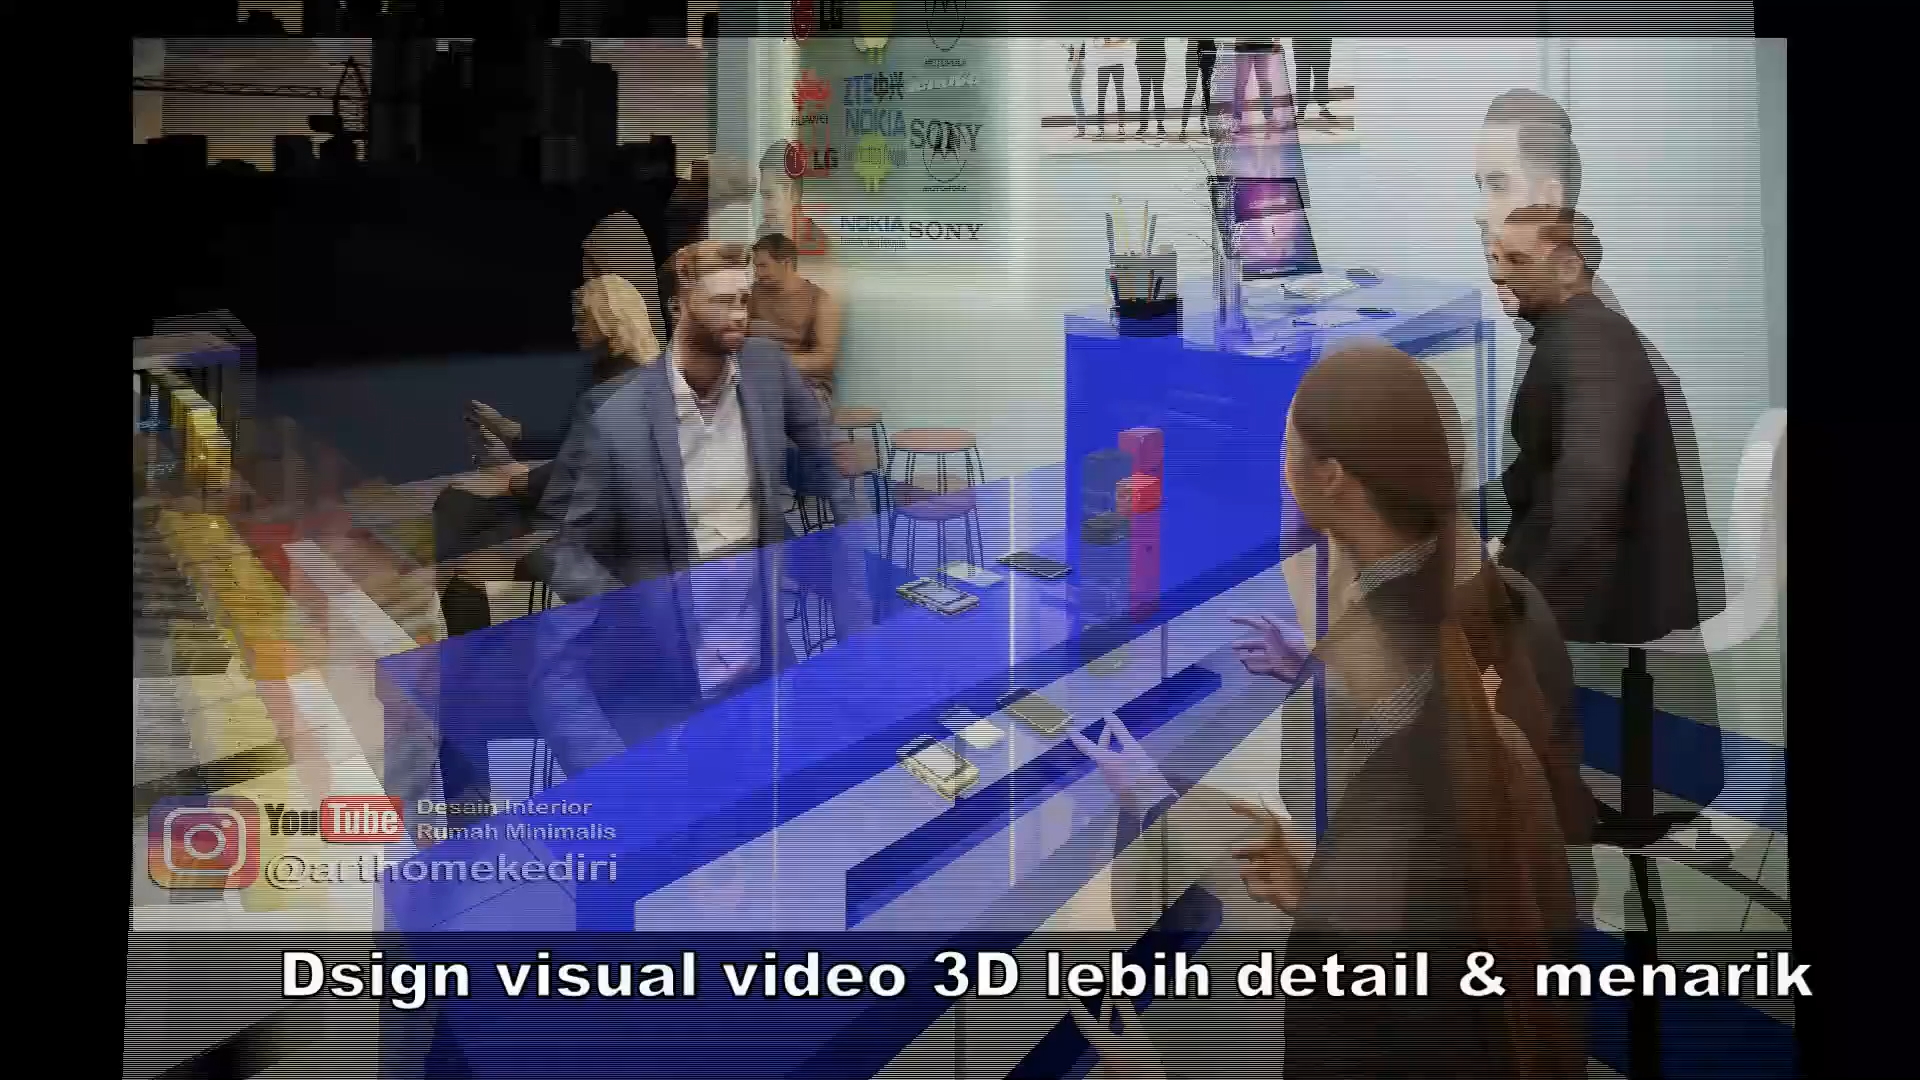 LG
ZTE中兴
HUAWEI
NOKIA
SONY
LG
NOKIA
SONY
YouTube
Desain Interior
Rumah Minimalis
@arthomekediri
Dsign visual video 3D lebih detail & menarik